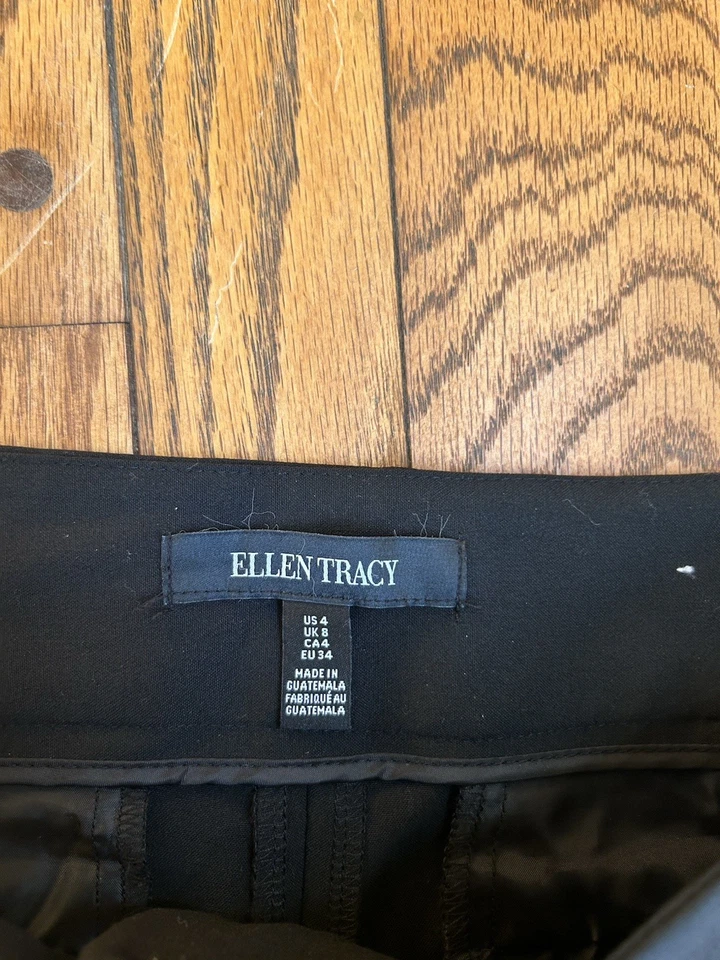 ELLEN TRACY
US 4
UK 8
CA 4
EU 34
MADE IN
GUATEMALA
FABRIQUÉ AU
GUATEMALA